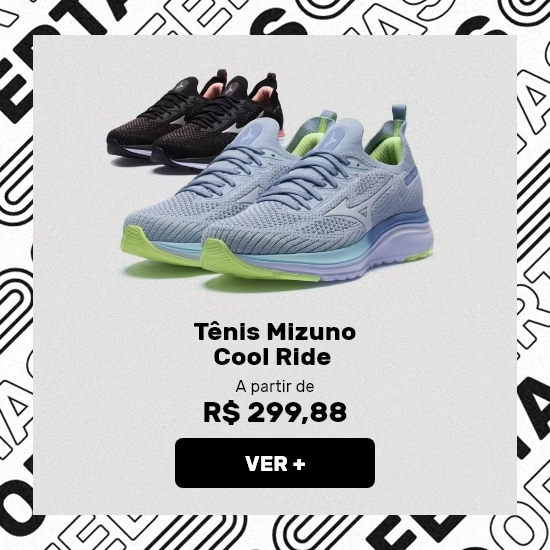 Tênis Mizuno
Cool Ride
A partir de
R$ 299,88
VER +